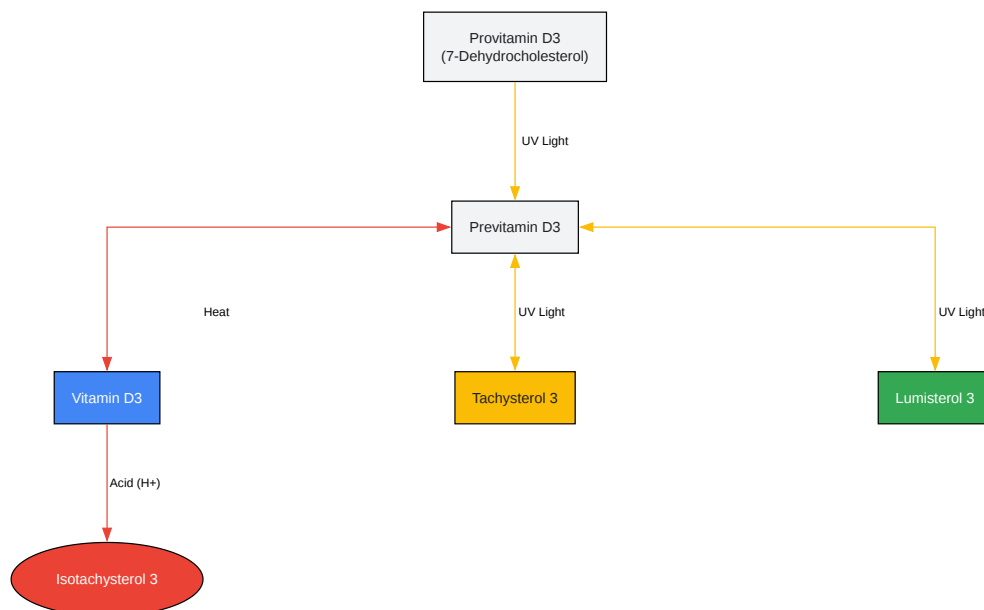 Provitamin D3
(7-Dehydrocholesterol)
UV Light
Previtamin D3
Heat
UV Light
UV Light
Vitamin D3
Tachysterol 3
Lumisterol 3
Acid (H+)
Isotachysterol 3